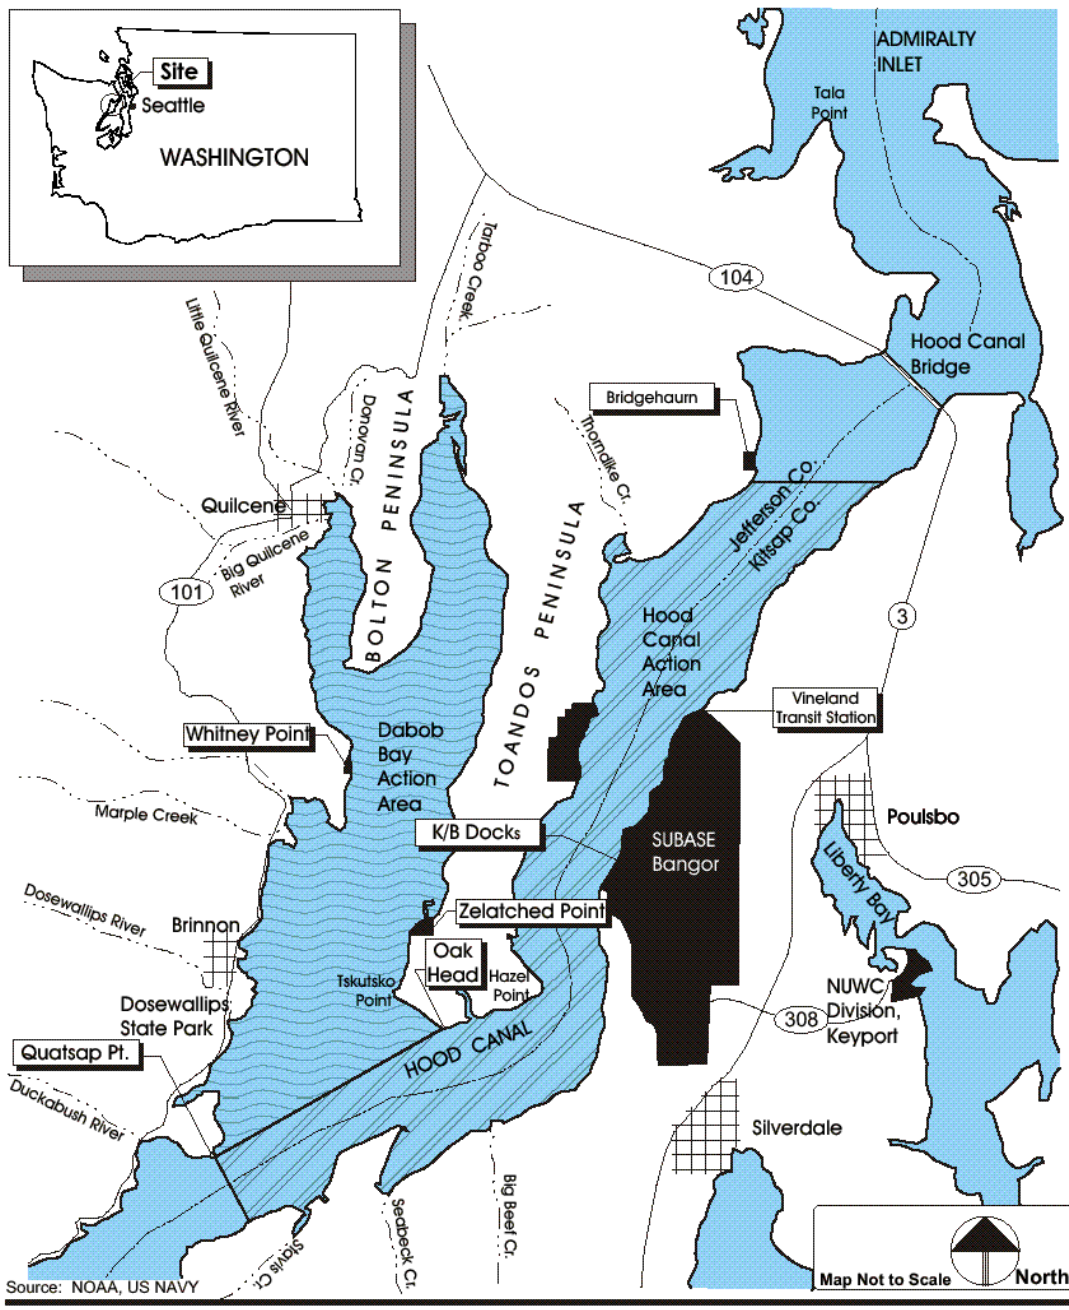 Site
Seattle
WASHINGTON
ADMIRALTY
INLET
Tala
Point
Tarboo Creek
104
Little Quilcene River
Hood Canal
Bridge
Bridgehaurn
Donovan Cr.
BOLTON PENINSULA
Thorndike Cr.
Jefferson Co.
Kitsap Co.
Quilcene
Big Quilcene
River
101
TOANDOS PENINSULA
Hood
Canal
Action
Area
3
Vineland
Transit Station
Whitney Point
Dabob
Bay
Action
Area
Marple Creek
K/B Docks
SUBASE
Bangor
Poulsbo
Liberty Bay
305
Dosewallips River
Brinnon
Zelatched Point
Oak
Head
Hazel
Point
Tskutsko
Point
NUWC
Division,
Keyport
308
Dosewallips
State Park
HOOD CANAL
Quatsap Pt.
Duckabush River
Silverdale
Big Beef Cr.
Seabeck Cr.
Stavis Cr.
Source: NOAA, US NAVY
Map Not to Scale
North